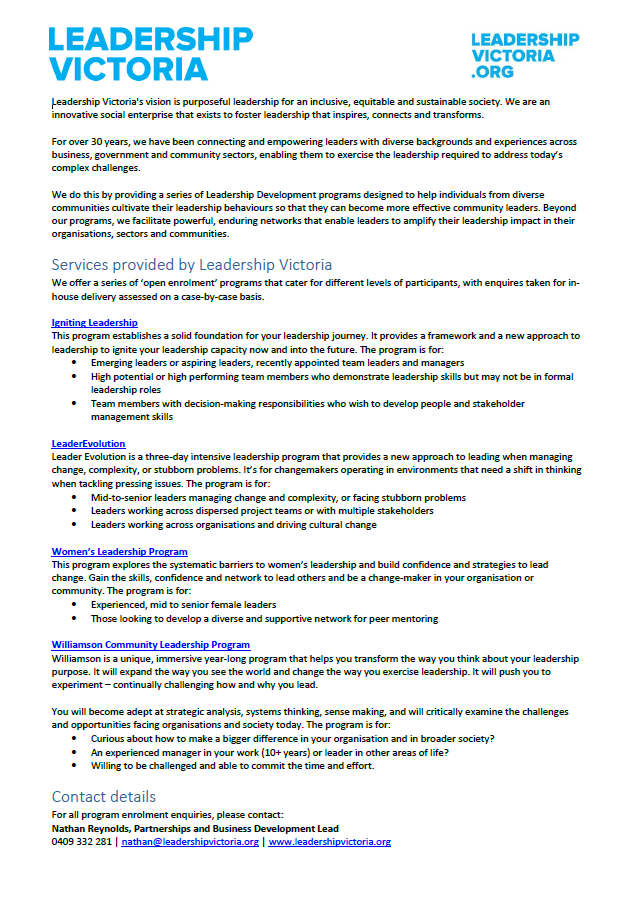 LEADERSHIP
VICTORIA
LEADERSHIP
VICTORIA
.ORG
Leadership Victoria's vision is purposeful leadership for an inclusive, equitable and sustainable society. We are an
innovative social enterprise that exists to foster leadership that inspires, connects and transforms.
For over 30 years, we have been connecting and empowering leaders with diverse backgrounds and experiences across
business, government and community sectors, enabling them to exercise the leadership required to address today's
complex challenges.
We do this by providing a series of Leadership Development programs designed to help individuals from diverse
communities cultivate their leadership behaviours so that they can become more effective community leaders. Beyond
our programs, we facilitate powerful, enduring networks that enable leaders to amplify their leadership impact in their
organisations, sectors and communities.
Services provided by Leadership Victoria
We offer a series of 'open enrolment' programs that cater for different levels of participants, with enquires taken for in-
house delivery assessed on a case-by-case basis.
Igniting Leadership
This program establishes a solid foundation for your leadership journey. It provides a framework and a new approach to
leadership to ignite your leadership capacity now and into the future. The program is for:
• Emerging leaders or aspiring leaders, recently appointed team leaders and managers
• High potential or high performing team members who demonstrate leadership skills but may not be in formal
leadership roles
• Team members with decision-making responsibilities who wish to develop people and stakeholder
management skills
LeaderEvolution
Leader Evolution is a three-day intensive leadership program that provides a new approach to leading when managing
change, complexity, or stubborn problems. It's for changemakers operating in environments that need a shift in thinking
when tackling pressing issues. The program is for:
• Mid-to-senior leaders managing change and complexity, or facing stubborn problems
• Leaders working across dispersed project teams or with multiple stakeholders
• Leaders working across organisations and driving cultural change
Women's Leadership Program
This program explores the systematic barriers to women's leadership and build confidence and strategies to lead
change. Gain the skills, confidence and network to lead others and be a change-maker in your organisation or
community. The program is for:
• Experienced, mid to senior female leaders
• Those looking to develop a diverse and supportive network for peer mentoring
Williamson Community Leadership Program
Williamson is a unique, immersive year-long program that helps you transform the way you think about your leadership
purpose. It will expand the way you see the world and change the way you exercise leadership. It will push you to
experiment – continually challenging how and why you lead.
You will become adept at strategic analysis, systems thinking, sense making, and will critically examine the challenges
and opportunities facing organisations and society today. The program is for:
• Curious about how to make a bigger difference in your organisation and in broader society?
• An experienced manager in your work (10+ years) or leader in other areas of life?
• Willing to be challenged and able to commit the time and effort.
Contact details
For all program enrolment enquiries, please contact:
Nathan Reynolds, Partnerships and Business Development Lead
0409 332 281 | nathan@leadershipvictoria.org | www.leadershipvictoria.org